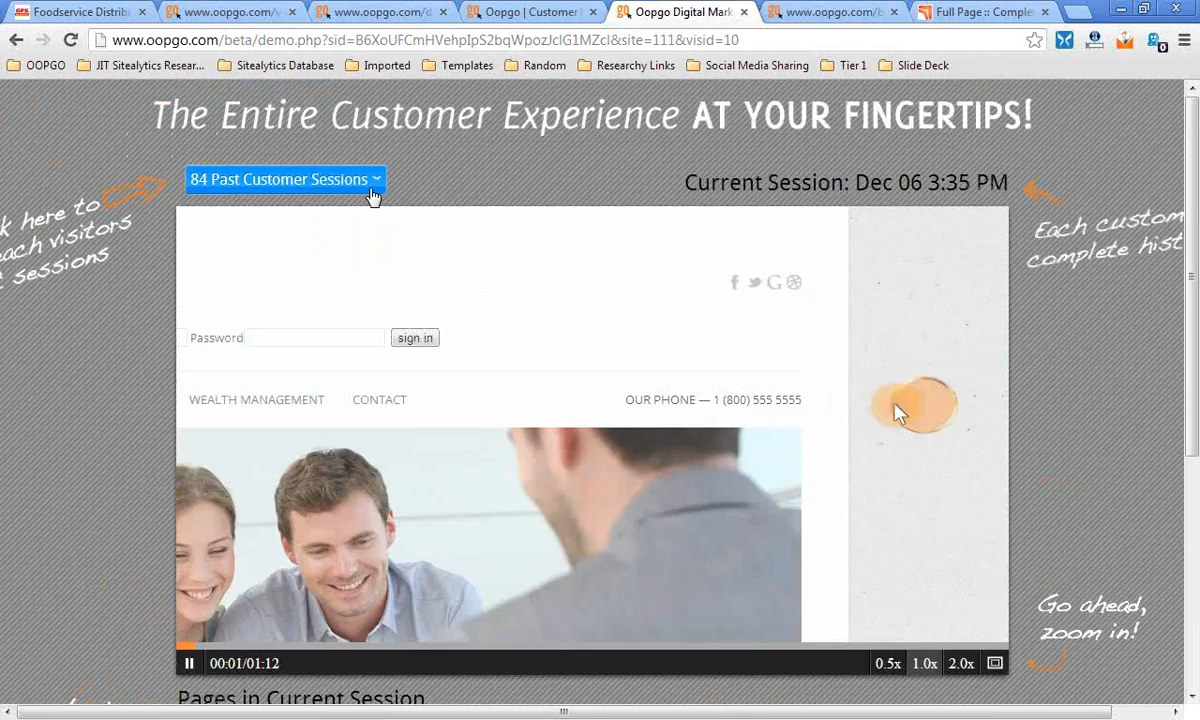 Foodservice Distrib
www.oopgo.com/v
www.oopgo.com/d
Oopgo | Customer
Oopgo Digital Mark
www.oopgo.com/b
Full Page :: Comple
www.oopgo.com/beta/demo.php?sid=B6XoUFCmHVehpIpS2bqWpozJclG1MZCl&site=111&visid=10
0
OOPGO
JIT Sitealytics Resear...
Sitealytics Database
Imported
Templates
Random
Researchy Links
Social Media Sharing
Tier 1
Slide Deck
The Entire Customer Experience AT YOUR FINGERTIPS!
84 Past Customer Sessions
Current Session: Dec 06 3:35 PM
k here to
each visitors
t sessions
Each custom
complete hist
Password
sign in
WEALTH MANAGEMENT
CONTACT
OUR PHONE — 1 (800) 555 5555
Go ahead,
zoom in!
00:01/01:12
0.5x
1.0x
2.0x
Pages in Current Session